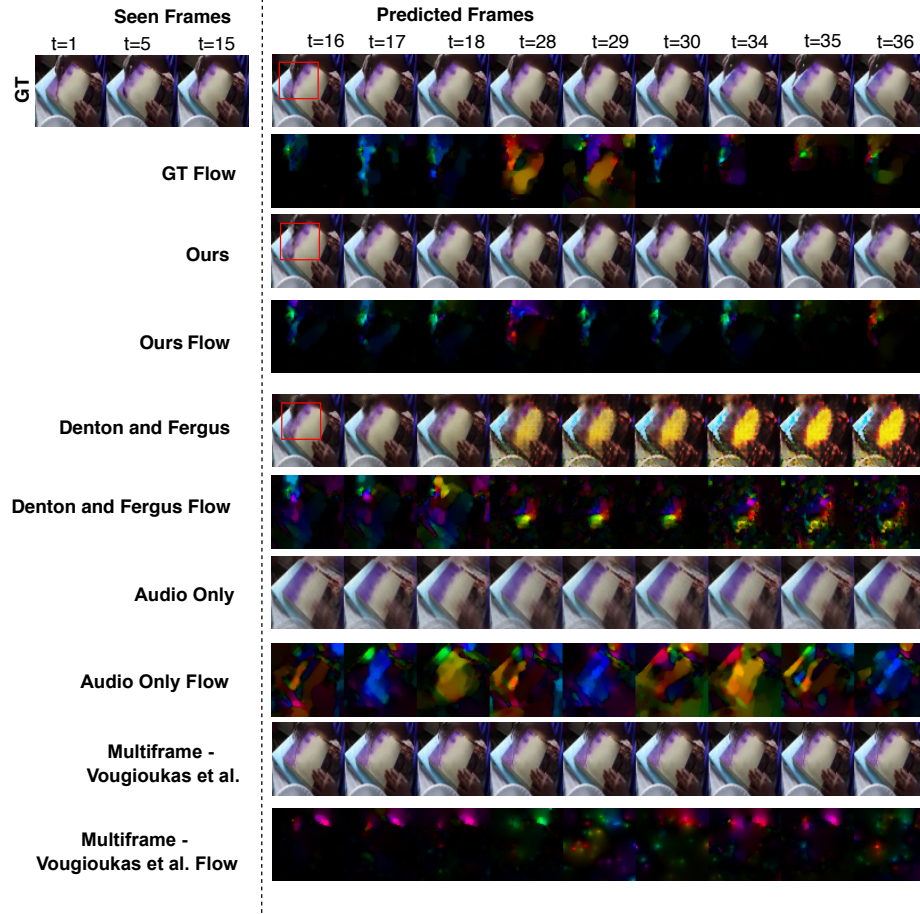 Seen Frames
Predicted Frames
t=1 t=5 t=15
t=16 t=17 t=18 t=28 t=29 t=30 t=34 t=35 t=36
GT
GT Flow
Ours
Ours Flow
Denton and Fergus
Denton and Fergus Flow
Audio Only
Audio Only Flow
Multiframe -
Vougioukas et al.
Multiframe -
Vougioukas et al. Flow